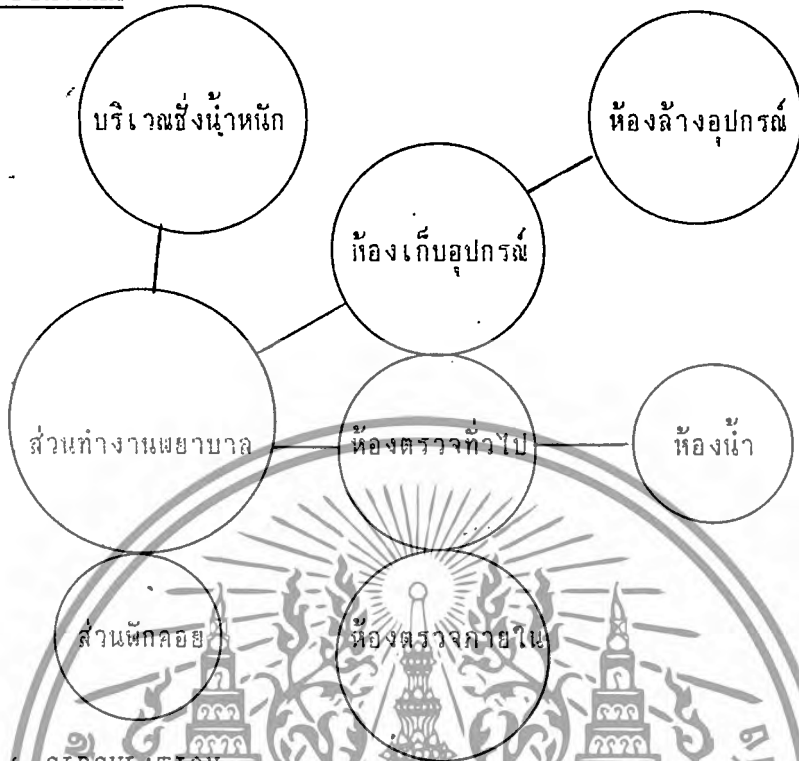 บริเวณชั่งน้ำหนัก
ห้องล้างอุปกรณ์
ห้องเก็บอุปกรณ์
ส่วนทำงานพยาบาล
ห้องตรวจทั่วไป
ห้องน้ำ
ส่วนพักคอย
ห้องตรวจภายใน
CIRCULATION